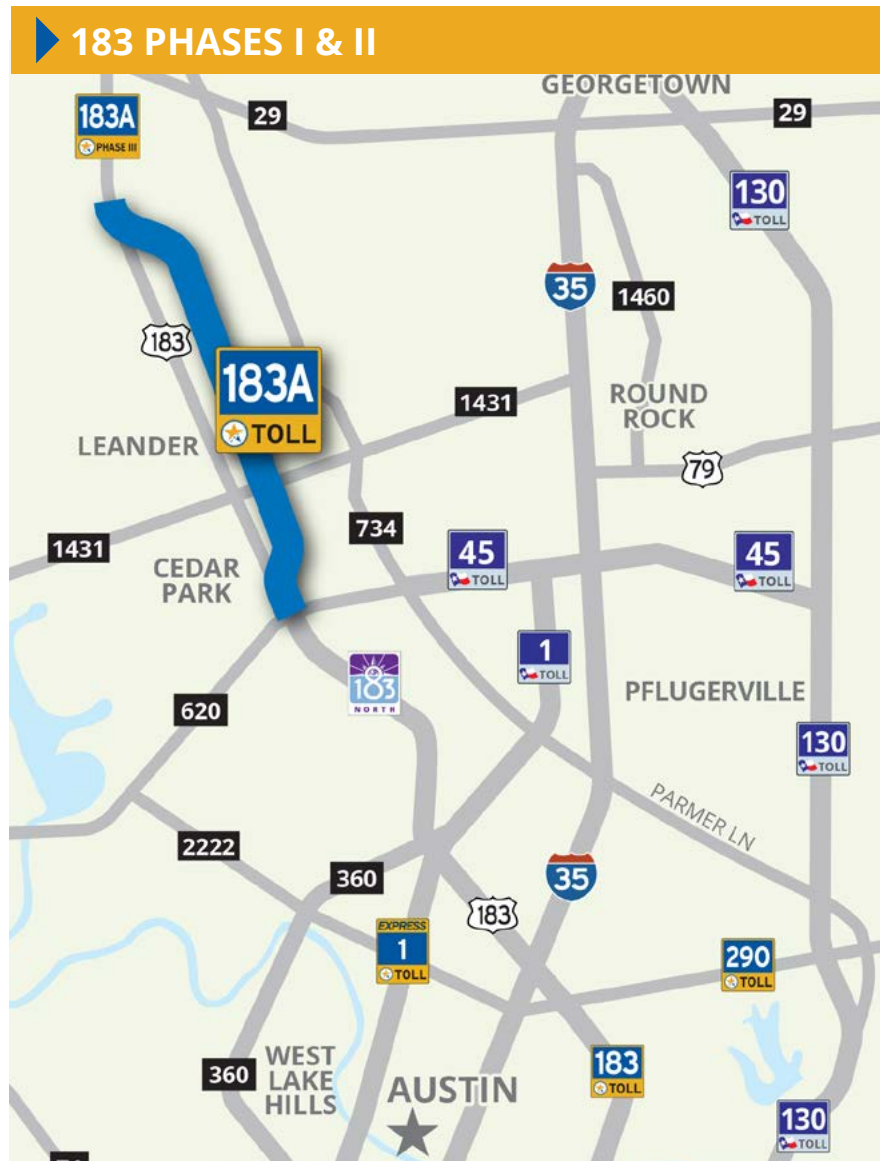 183 PHASES I & II
GEORGETOWN
183A
PHASE III
29
29
130
TOLL
35
1460
183
183A
TOLL
1431
ROUND
ROCK
LEANDER
79
734
1431
45
TOLL
45
TOLL
CEDAR
PARK
1
TOLL
183
NORTH
PFLUGERVILLE
620
130
TOLL
PARMER LN
2222
360
35
183
EXPRESS
1
TOLL
290
TOLL
WEST
LAKE
HILLS
360
AUSTIN
183
TOLL
130
TOLL